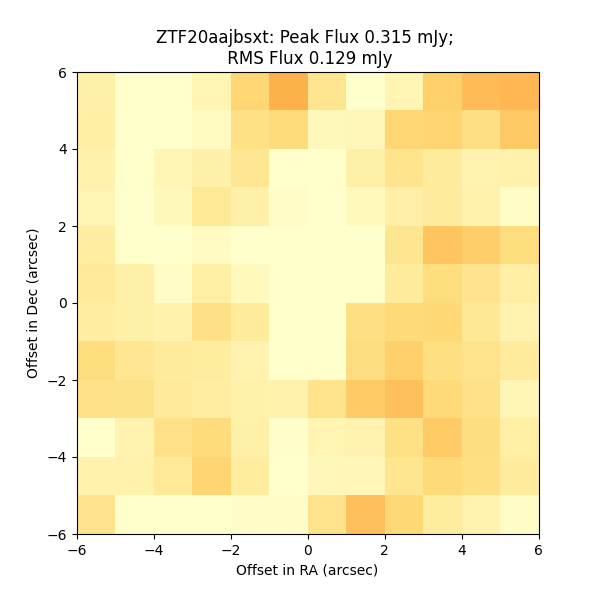 ZTF20aajbsxt: Peak Flux 0.315 mJy;
RMS Flux 0.129 mJy
6
4
2
0
−2
−4
−6
Offset in Dec (arcsec)
−6 −4 −2 0 2 4 6
Offset in RA (arcsec)